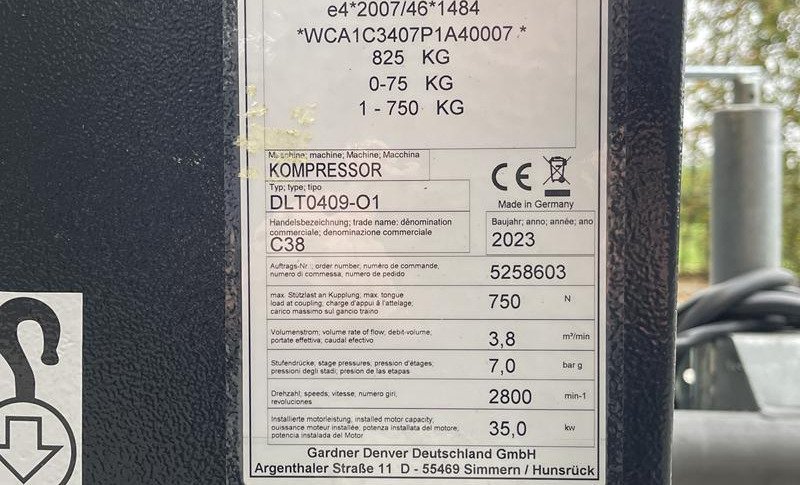 e4*2007/46*1484
*WCA1C3407P1A40007 *
825 KG
0-75 KG
1 - 750 KG
Maschine; machine; Machine, Macchina
KOMPRESSOR
Typ; type; tipo
DLT0409-O1
CE
Made in Germany
Handelsbezeichnung; trade name; dénomination
commerciale; denominazione commerciale
C38
Baujahr; anno; année; ano
2023
Auftrags-Nr.; order number, numéro de commande,
numero di commessa, numero de pedido
5258603
max. Stützlast an Kupplung; max. tongue
load at coupling; charge d'appui à l'attelage;
carico massimo sul gancio traino
750 N
Volumenstrom; volume rate of flow; debit-volume;
portate effettiva; caudal efectivo
3,8 m³/min
Stufendrücke, stage pressures; pression d'étages;
pressioni degli stadi; presion de las etapas
7,0 bar g
Drehzahl; speeds, vitesse, numero giri;
revoluciones
2800 min-1
Installierte motorleistung, installed motor capacity;
puissance moteur installée; potenza installata del motore;
potencia instalada del Motor
35,0 kw
Gardner Denver Deutschland GmbH
Argenthaler Straße 11 D - 55469 Simmern / Hunsrück